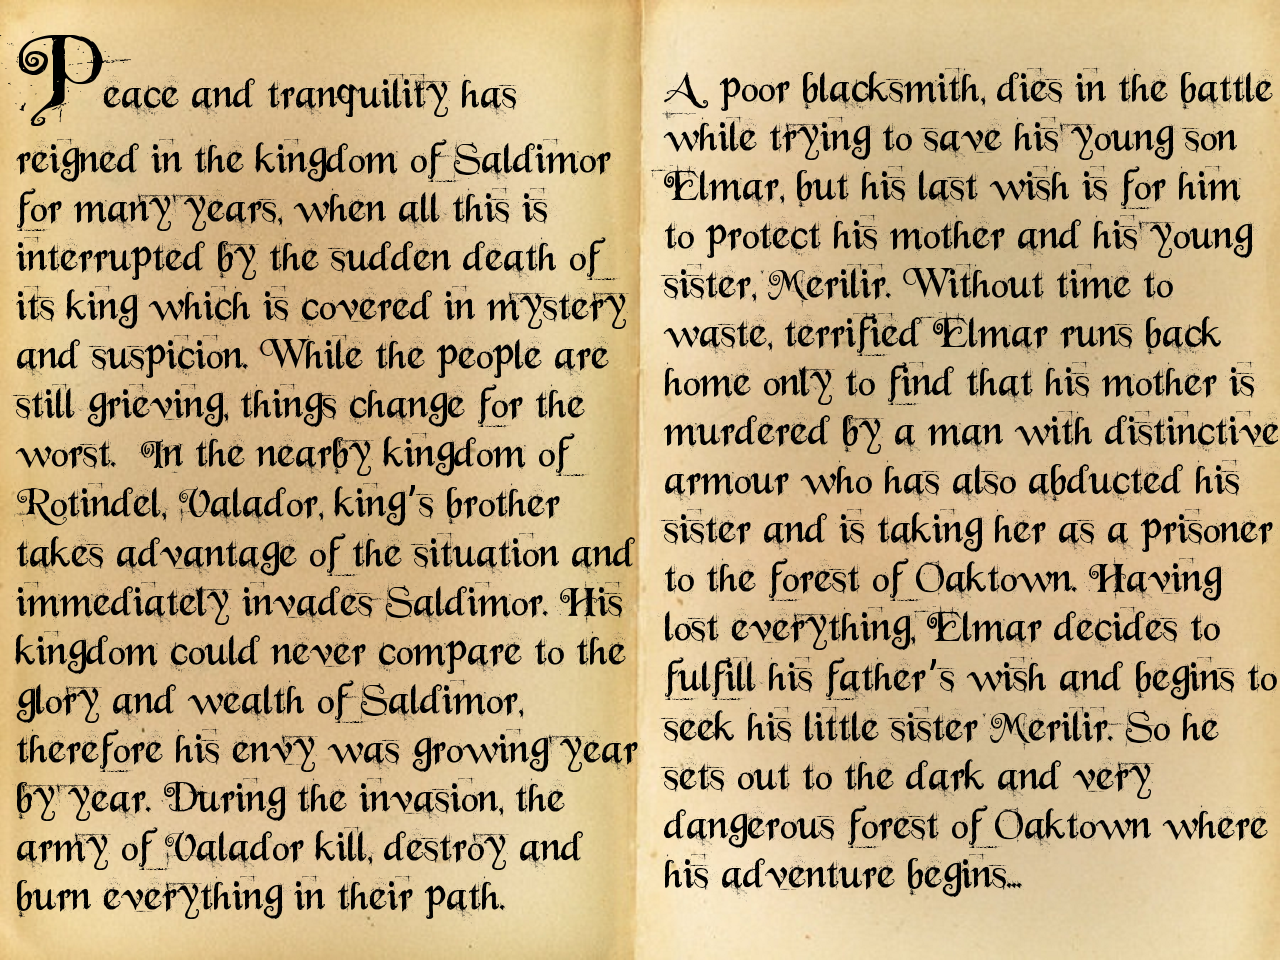 Peace and tranquility has
reigned in the kingdom of Saldimor
for many years, when all this is
interrupted by the sudden death of
its king which is covered in mystery
and suspicion. While the people are
still grieving, things change for the
worst. In the nearby kingdom of
Rotindel, Valador, king's brother
takes advantage of the situation and
immediately invades Saldimor. His
kingdom could never compare to the
glory and wealth of Saldimor,
therefore his envy was growing year
by year. During the invasion, the
army of Valador kill, destroy and
burn everything in their path.
A poor blacksmith, dies in the battle
while trying to save his young son
Elmar, but his last wish is for him
to protect his mother and his young
sister, Merilir. Without time to
waste, terrified Elmar runs back
home only to find that his mother is
murdered by a man with distinctive
armour who has also abducted his
sister and is taking her as a prisoner
to the forest of Oaktown. Having
lost everything, Elmar decides to
fulfill his father's wish and begins to
seek his little sister Merilir. So he
sets out to the dark and very
dangerous forest of Oaktown where
his adventure begins...